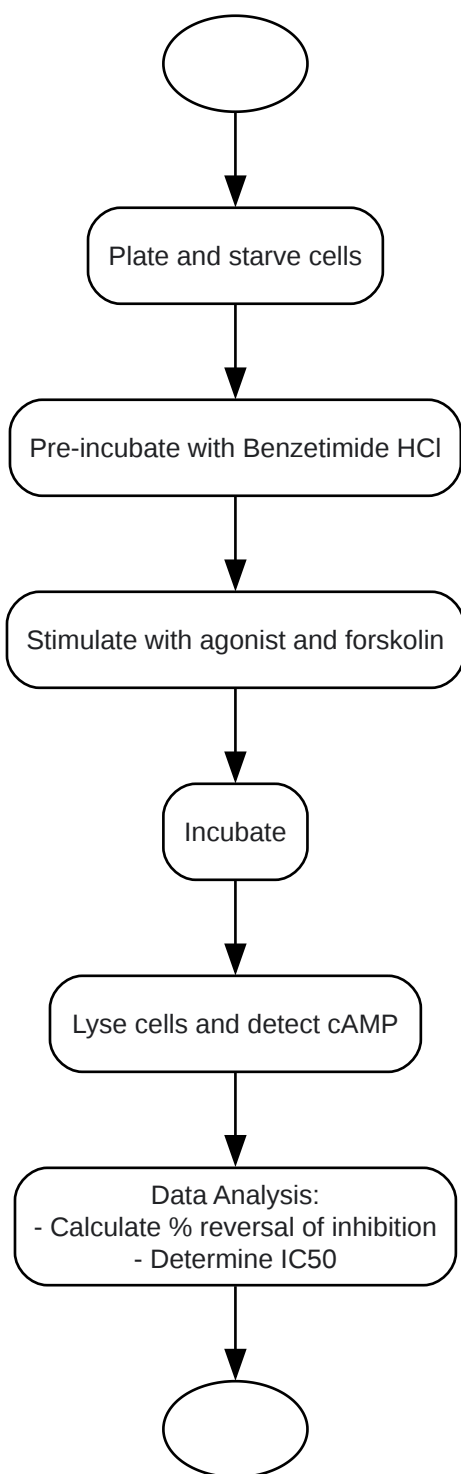 Plate and starve cells
Pre-incubate with Benzetimide HCl
Stimulate with agonist and forskolin
Incubate
Lyse cells and detect cAMP
Data Analysis:
- Calculate % reversal of inhibition
- Determine IC50